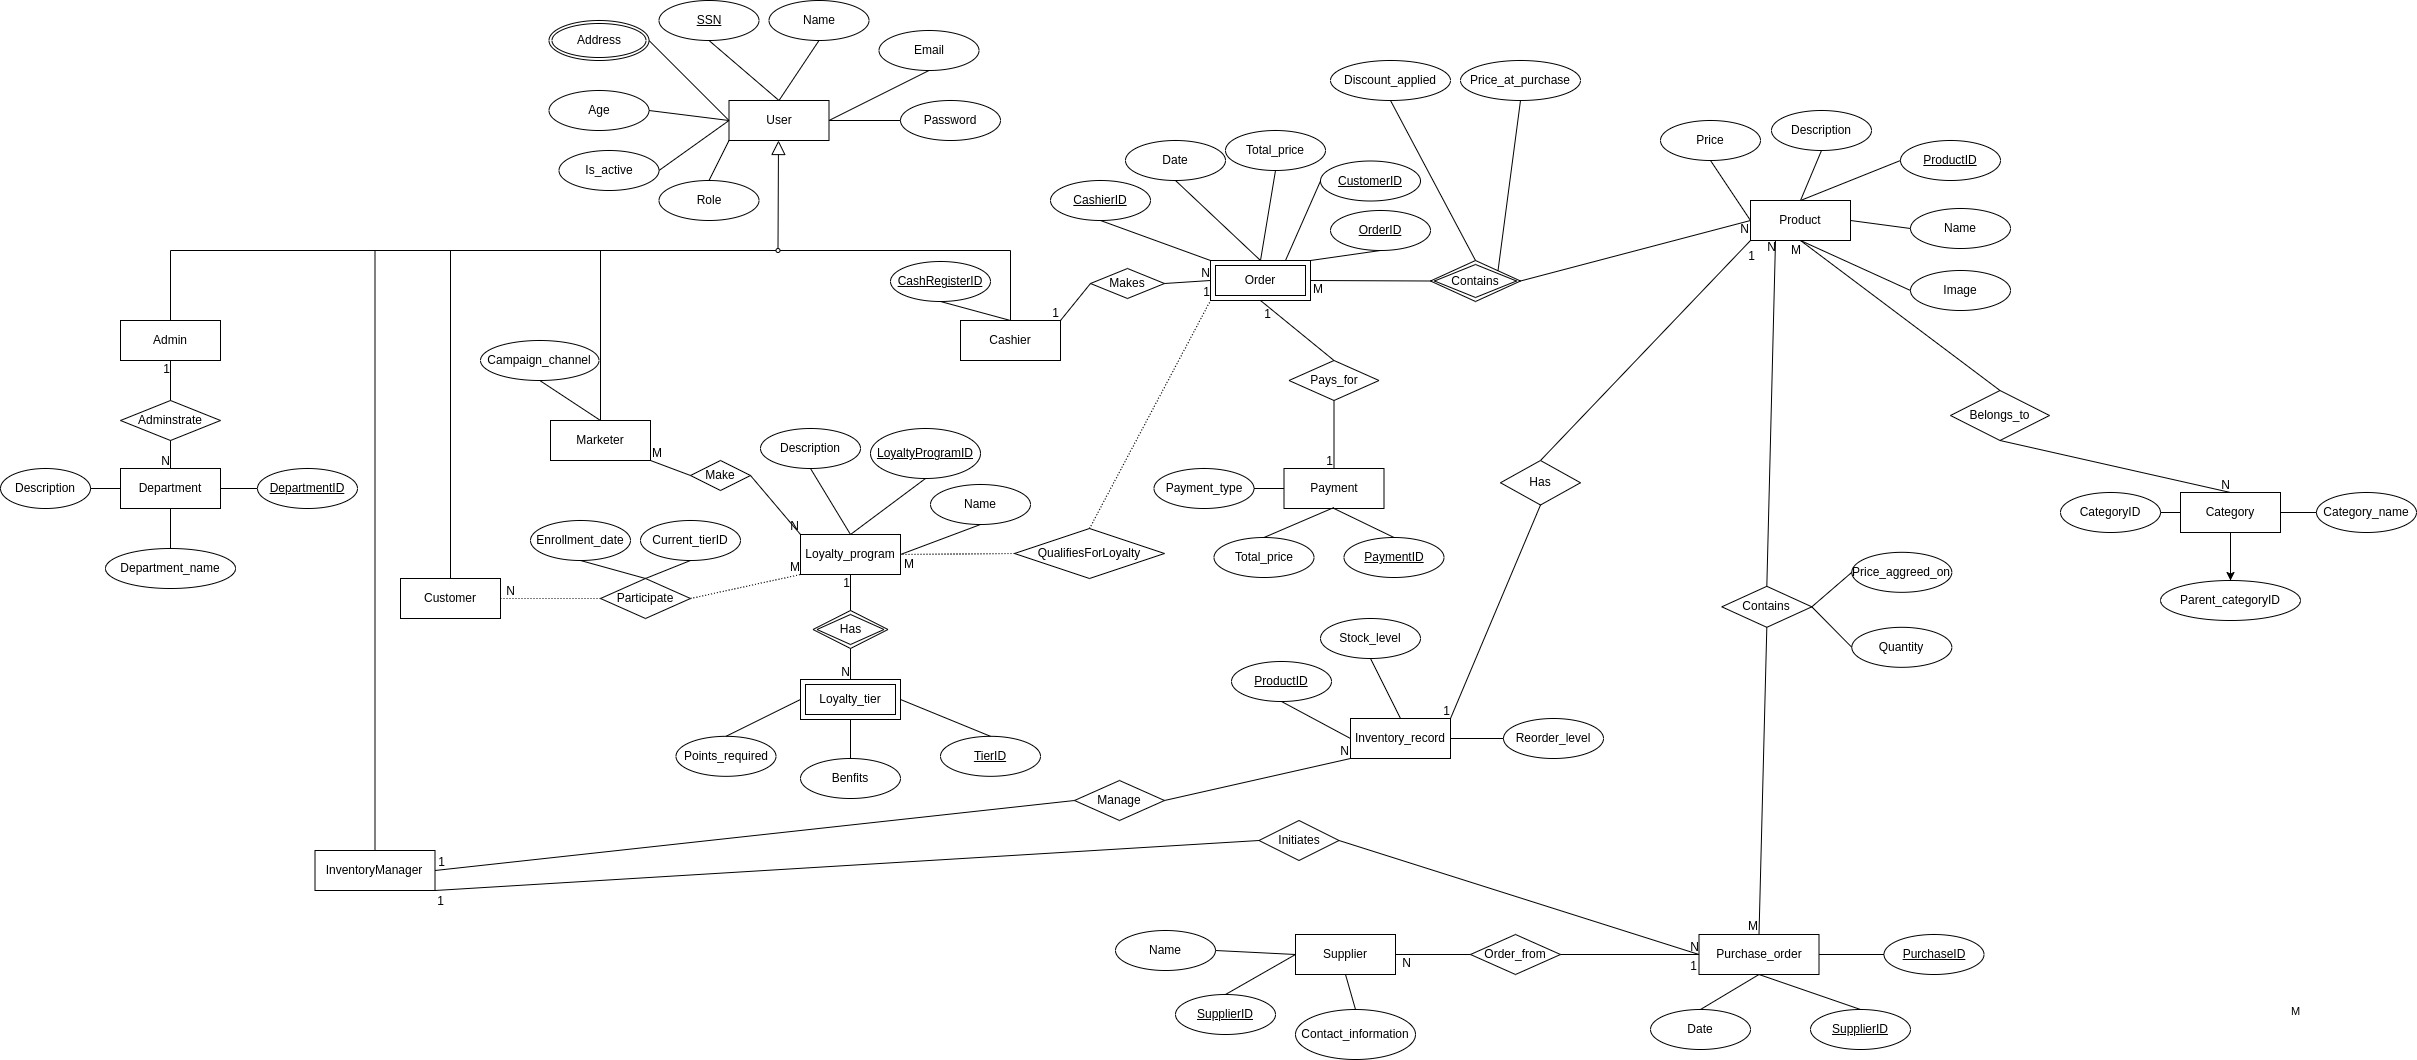 SSN
Name
Address
Email
Age
User
Password
Is_active
Role
Discount_applied
Price_at_purchase
Date
Total_price
CustomerID
CashierID
OrderID
Price
Description
ProductID
Product
Name
Image
N
1
N
M
CashRegisterID
Makes
N
1
Order
M
Contains
1
1
Cashier
Admin
1
Adminstrate
N
Description
Department
DepartmentID
Department_name
Campaign_channel
Marketer
M
Make
Description
LoyaltyProgramID
Name
N
Loyalty_program
M
M
1
QualifiesForLoyalty
Pays_for
1
Payment_type
Payment
Total_price
PaymentID
Has
Belongs_to
N
CategoryID
Category
Category_name
Parent_categoryID
Enrollment_date
Current_tierID
Customer
N
Participate
Has
N
Loyalty_tier
Points_required
Benfits
TierID
Contains
Price_aggreed_on
Quantity
Stock_level
ProductID
1
Inventory_record
N
Reorder_level
Manage
Initiates
InventoryManager
1
1
Name
Supplier
N
Order_from
M
N
1
Purchase_order
PurchaseID
SupplierID
Contact_information
Date
SupplierID
M